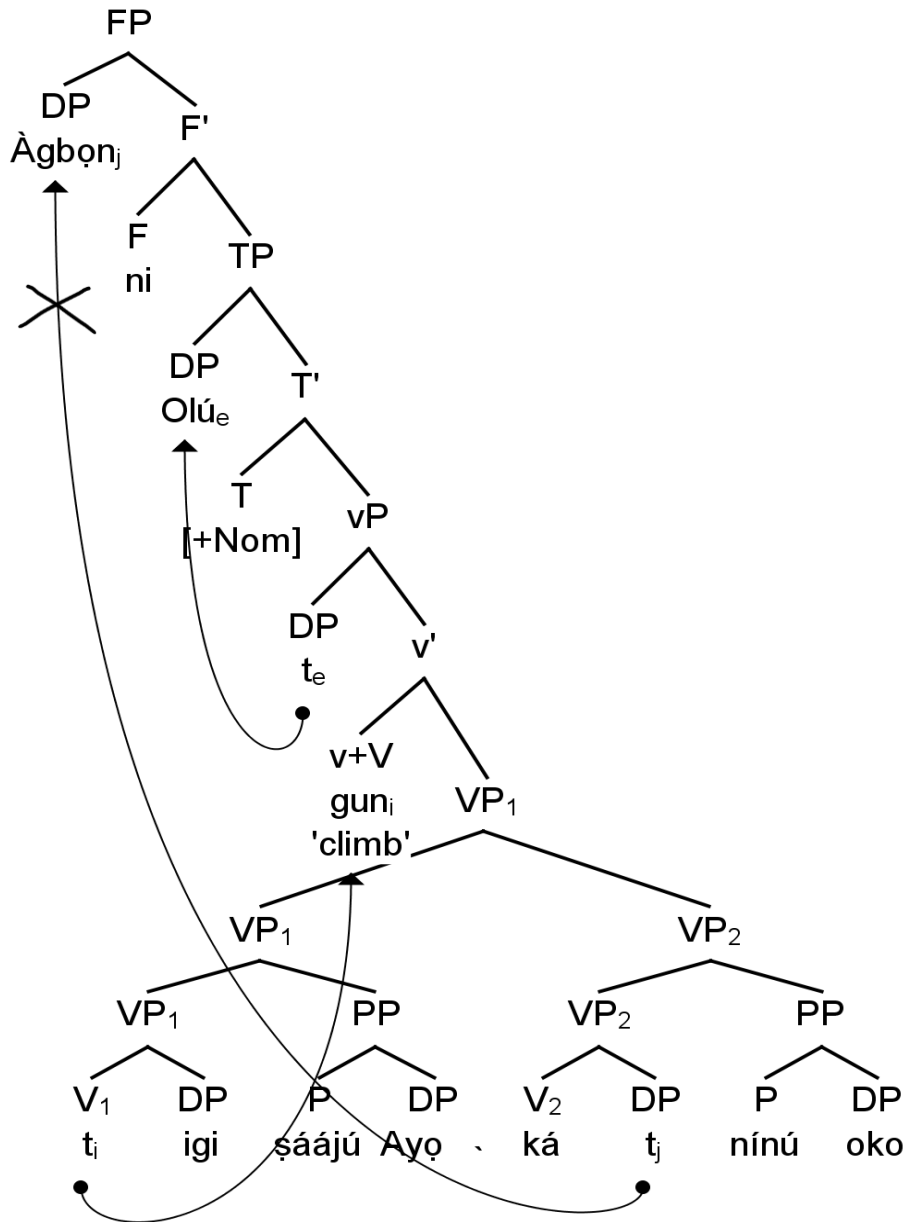 FP
DP F'
Àgbọnⱼ
F TP
ni
DP T'
Olúₑ
T vP
[+Nom]
DP v'
tₑ
v+V VP₁
gunᵢ
'climb'
VP₁ VP₂
VP₁ PP VP₂ PP
V₁ DP P DP V₂ DP P DP
tᵢ igi ṣáájú Ayọ ̀ ká tⱼ nínú oko